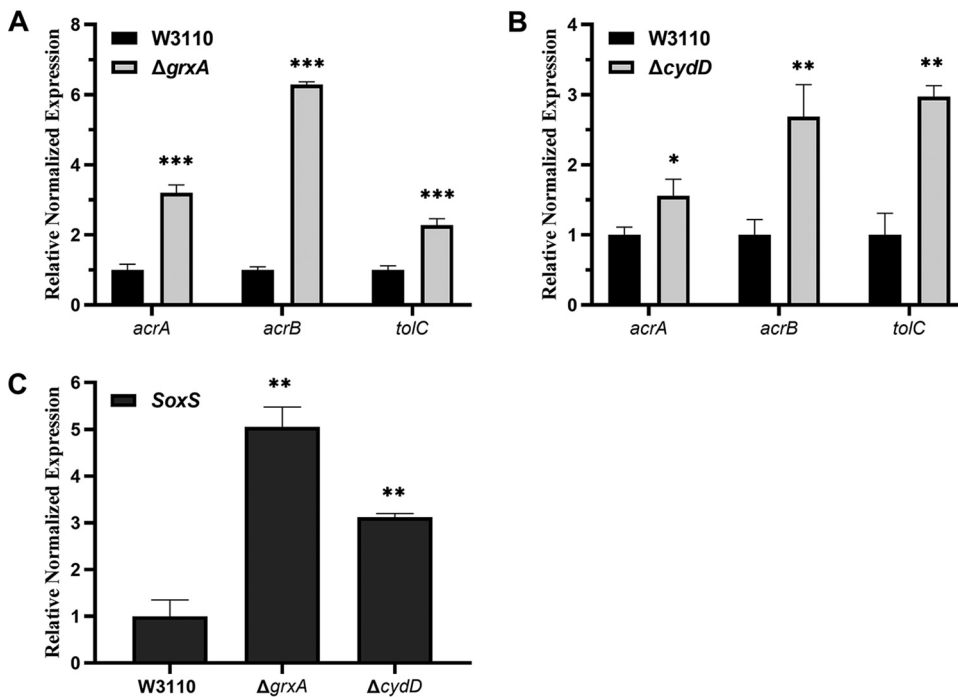 A
Relative Normalized Expression
8
6
4
2
0
W3110
ΔgrxA
***
***
***
acrA acrB tolC
B
Relative Normalized Expression
4
3
2
1
0
W3110
ΔcydD
*
**
**
acrA acrB tolC
C
Relative Normalized Expression
6
5
4
3
2
1
0
SoxS
**
**
W3110 ΔgrxA ΔcydD